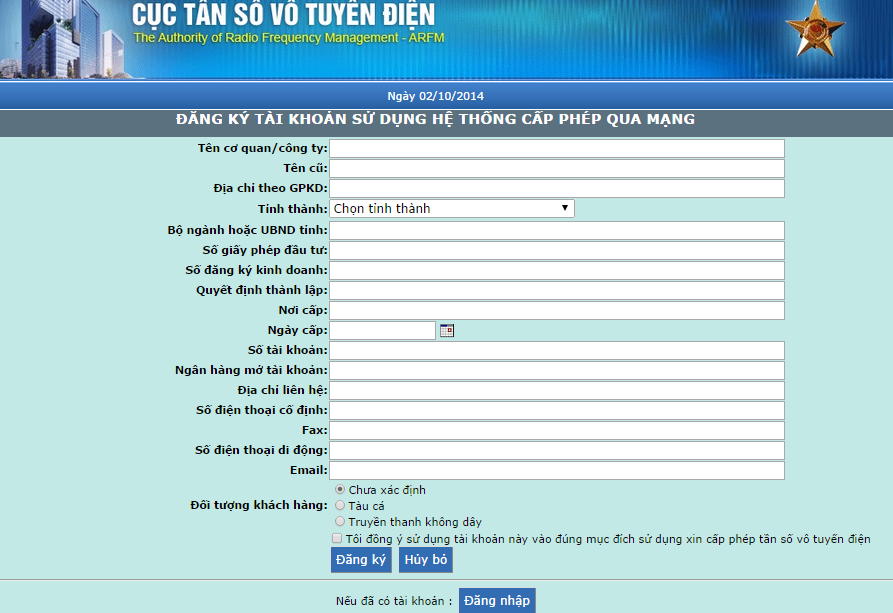 CỤC TẦN SỐ VÔ TUYẾN ĐIỆN
The Authority of Radio Frequency Management - ARFM
Ngày 02/10/2014
ĐĂNG KÝ TÀI KHOẢN SỬ DỤNG HỆ THỐNG CẤP PHÉP QUA MẠNG
Tên cơ quan/công ty:
Tên cũ:
Địa chỉ theo GPKD:
Tỉnh thành: Chọn tỉnh thành
Bộ ngành hoặc UBND tỉnh:
Số giấy phép đầu tư:
Số đăng ký kinh doanh:
Quyết định thành lập:
Nơi cấp:
Ngày cấp:
Số tài khoản:
Ngân hàng mở tài khoản:
Địa chỉ liên hệ:
Số điện thoại cố định:
Fax:
Số điện thoại di động:
Email:
Đối tượng khách hàng:
Chưa xác định
Tàu cá
Truyền thanh không dây
Tôi đồng ý sử dụng tài khoản này vào đúng mục đích sử dụng xin cấp phép tần số vô tuyến điện
Đăng ký Hủy bỏ
Nếu đã có tài khoản : Đăng nhập